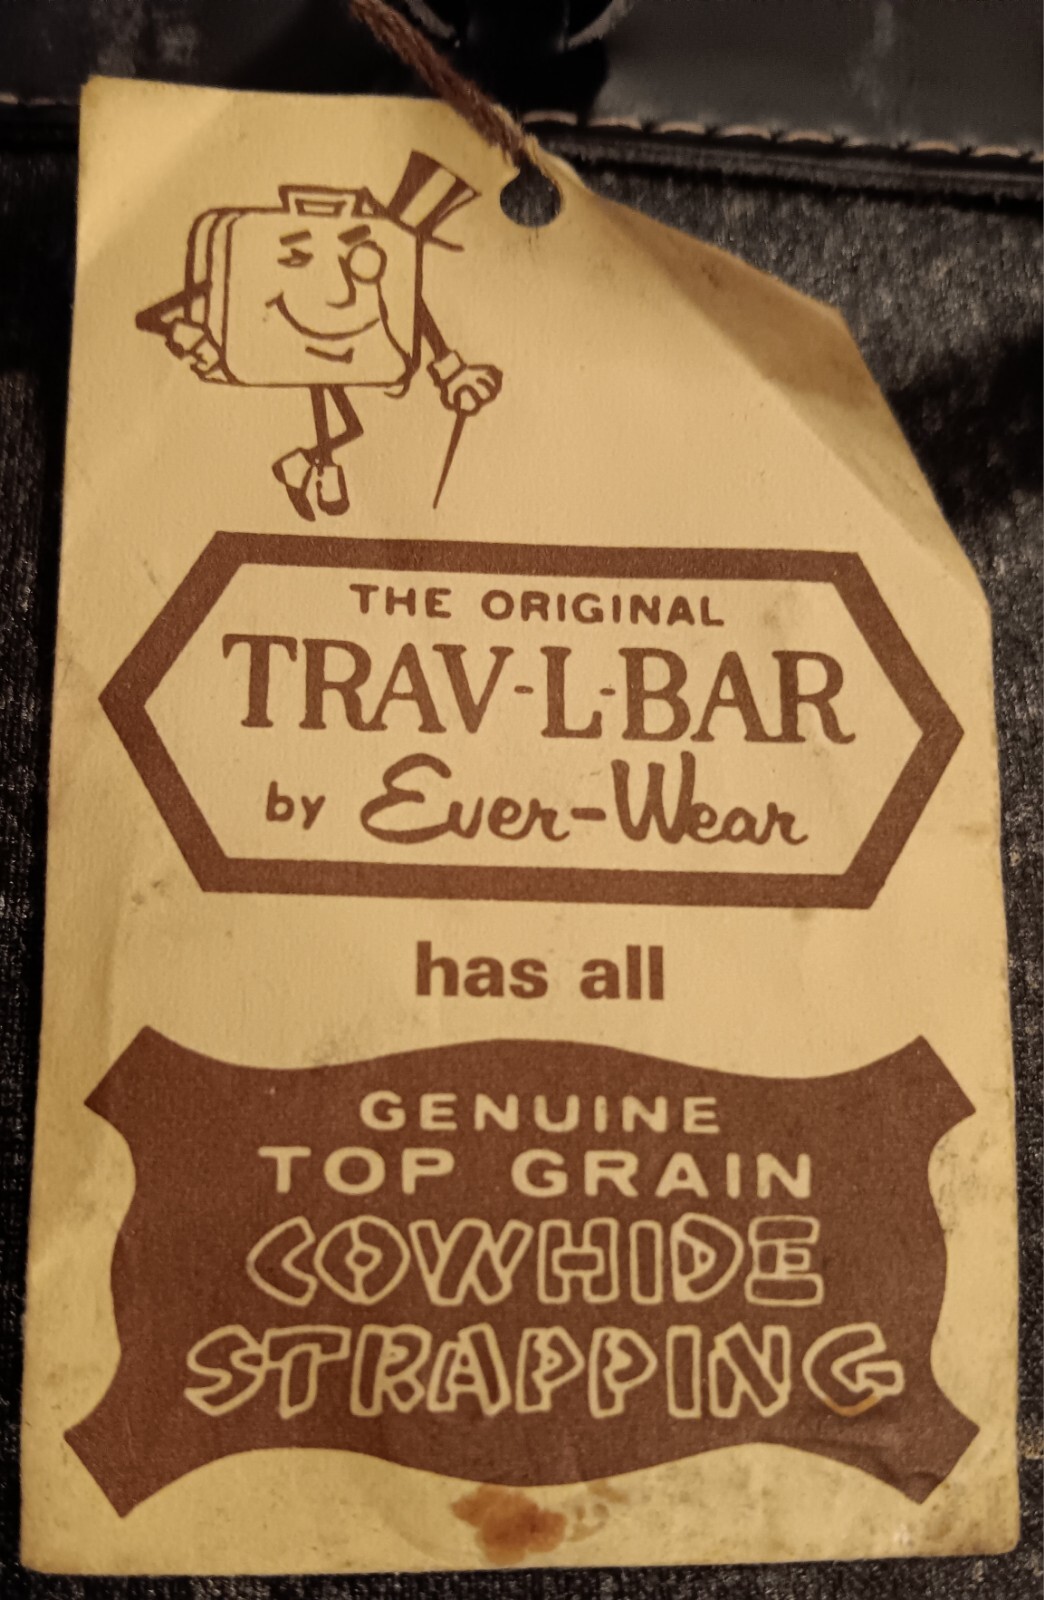 THE ORIGINAL
TRAV-L-BAR
by Ever-Wear
has all
GENUINE
TOP GRAIN
COWHIDE
STRAPPING